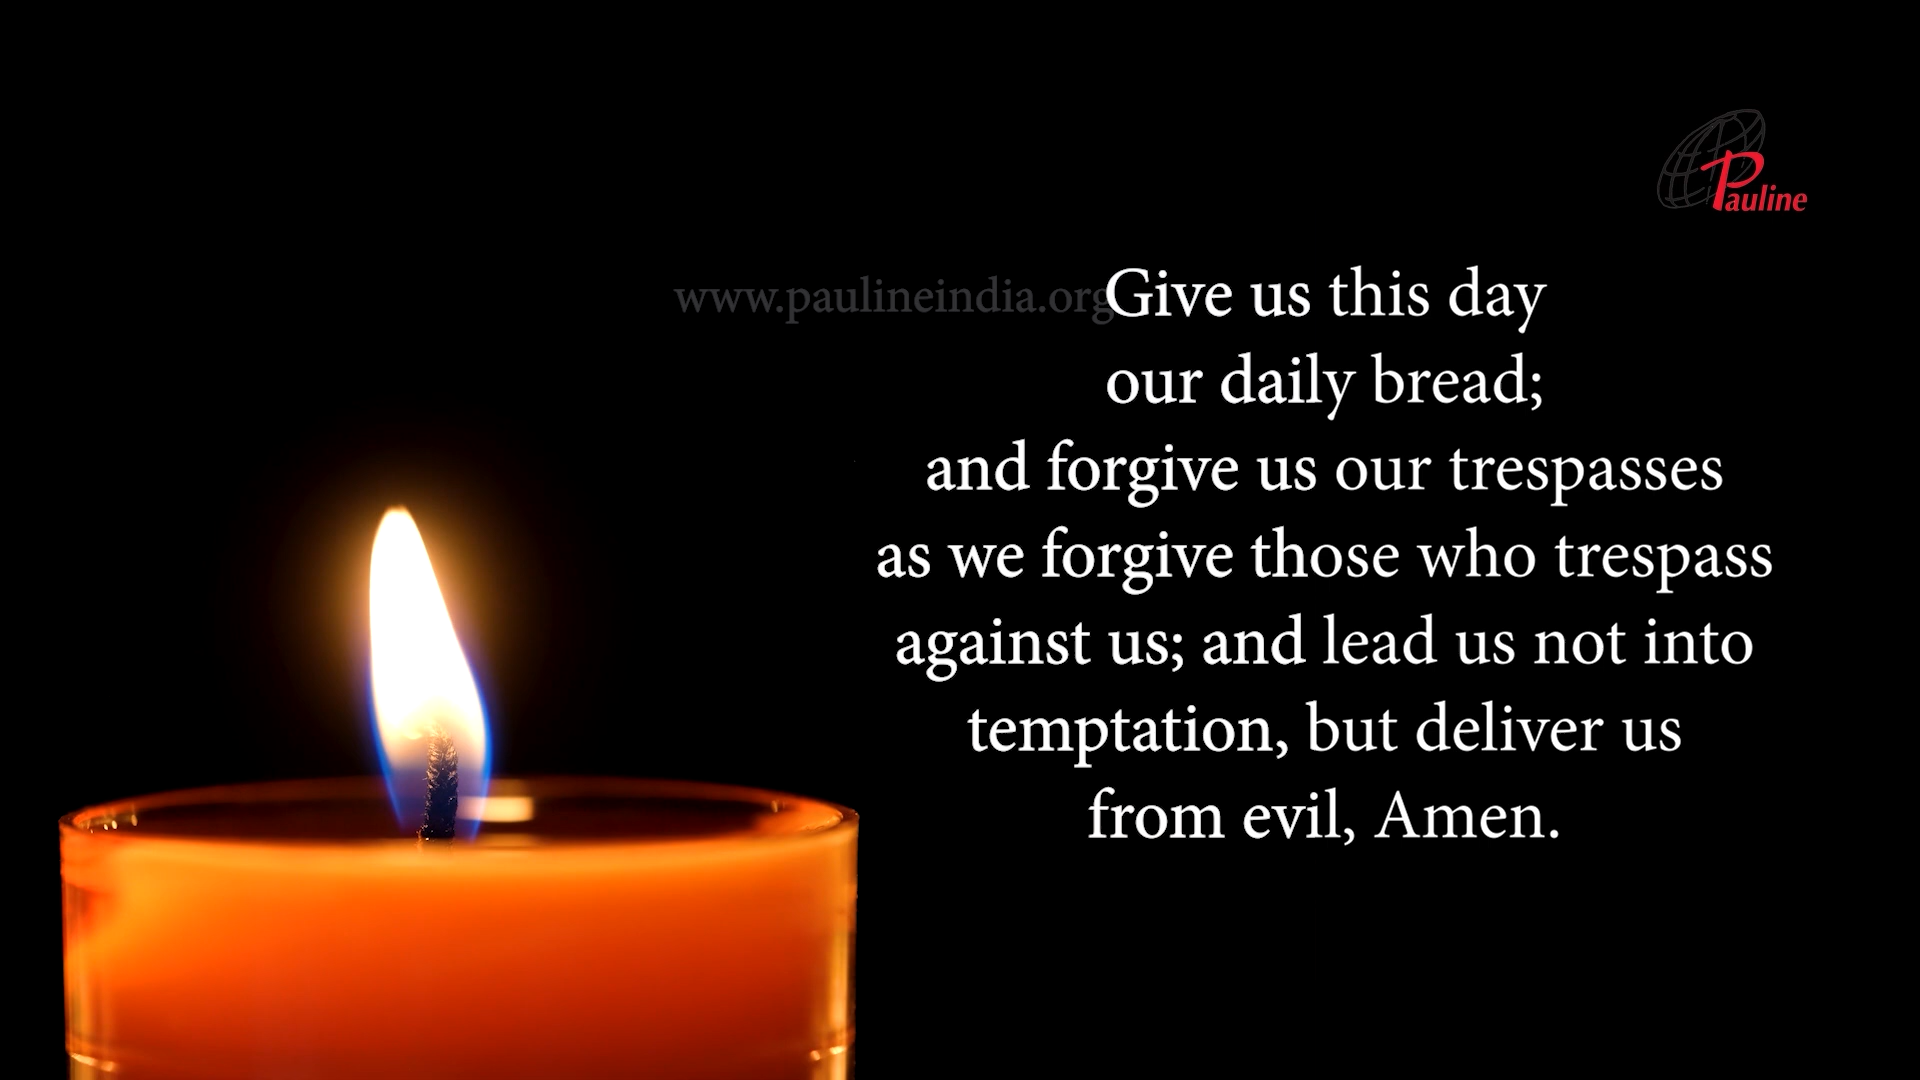 Pauline
www.paulineindia.org
Give us this day
our daily bread;
and forgive us our trespasses
as we forgive those who trespass
against us; and lead us not into
temptation, but deliver us
from evil, Amen.